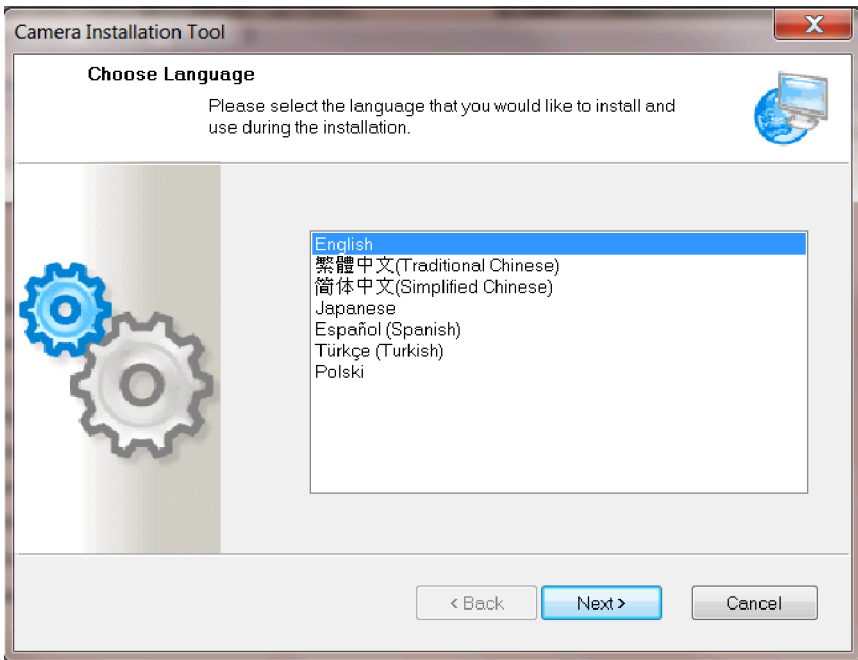 Camera Installation Tool
Choose Language
Please select the language that you would like to install and
use during the installation.
English
繁體中文(Traditional Chinese)
简体中文(Simplified Chinese)
Japanese
Español (Spanish)
Türkçe (Turkish)
Polski
< Back
Next >
Cancel